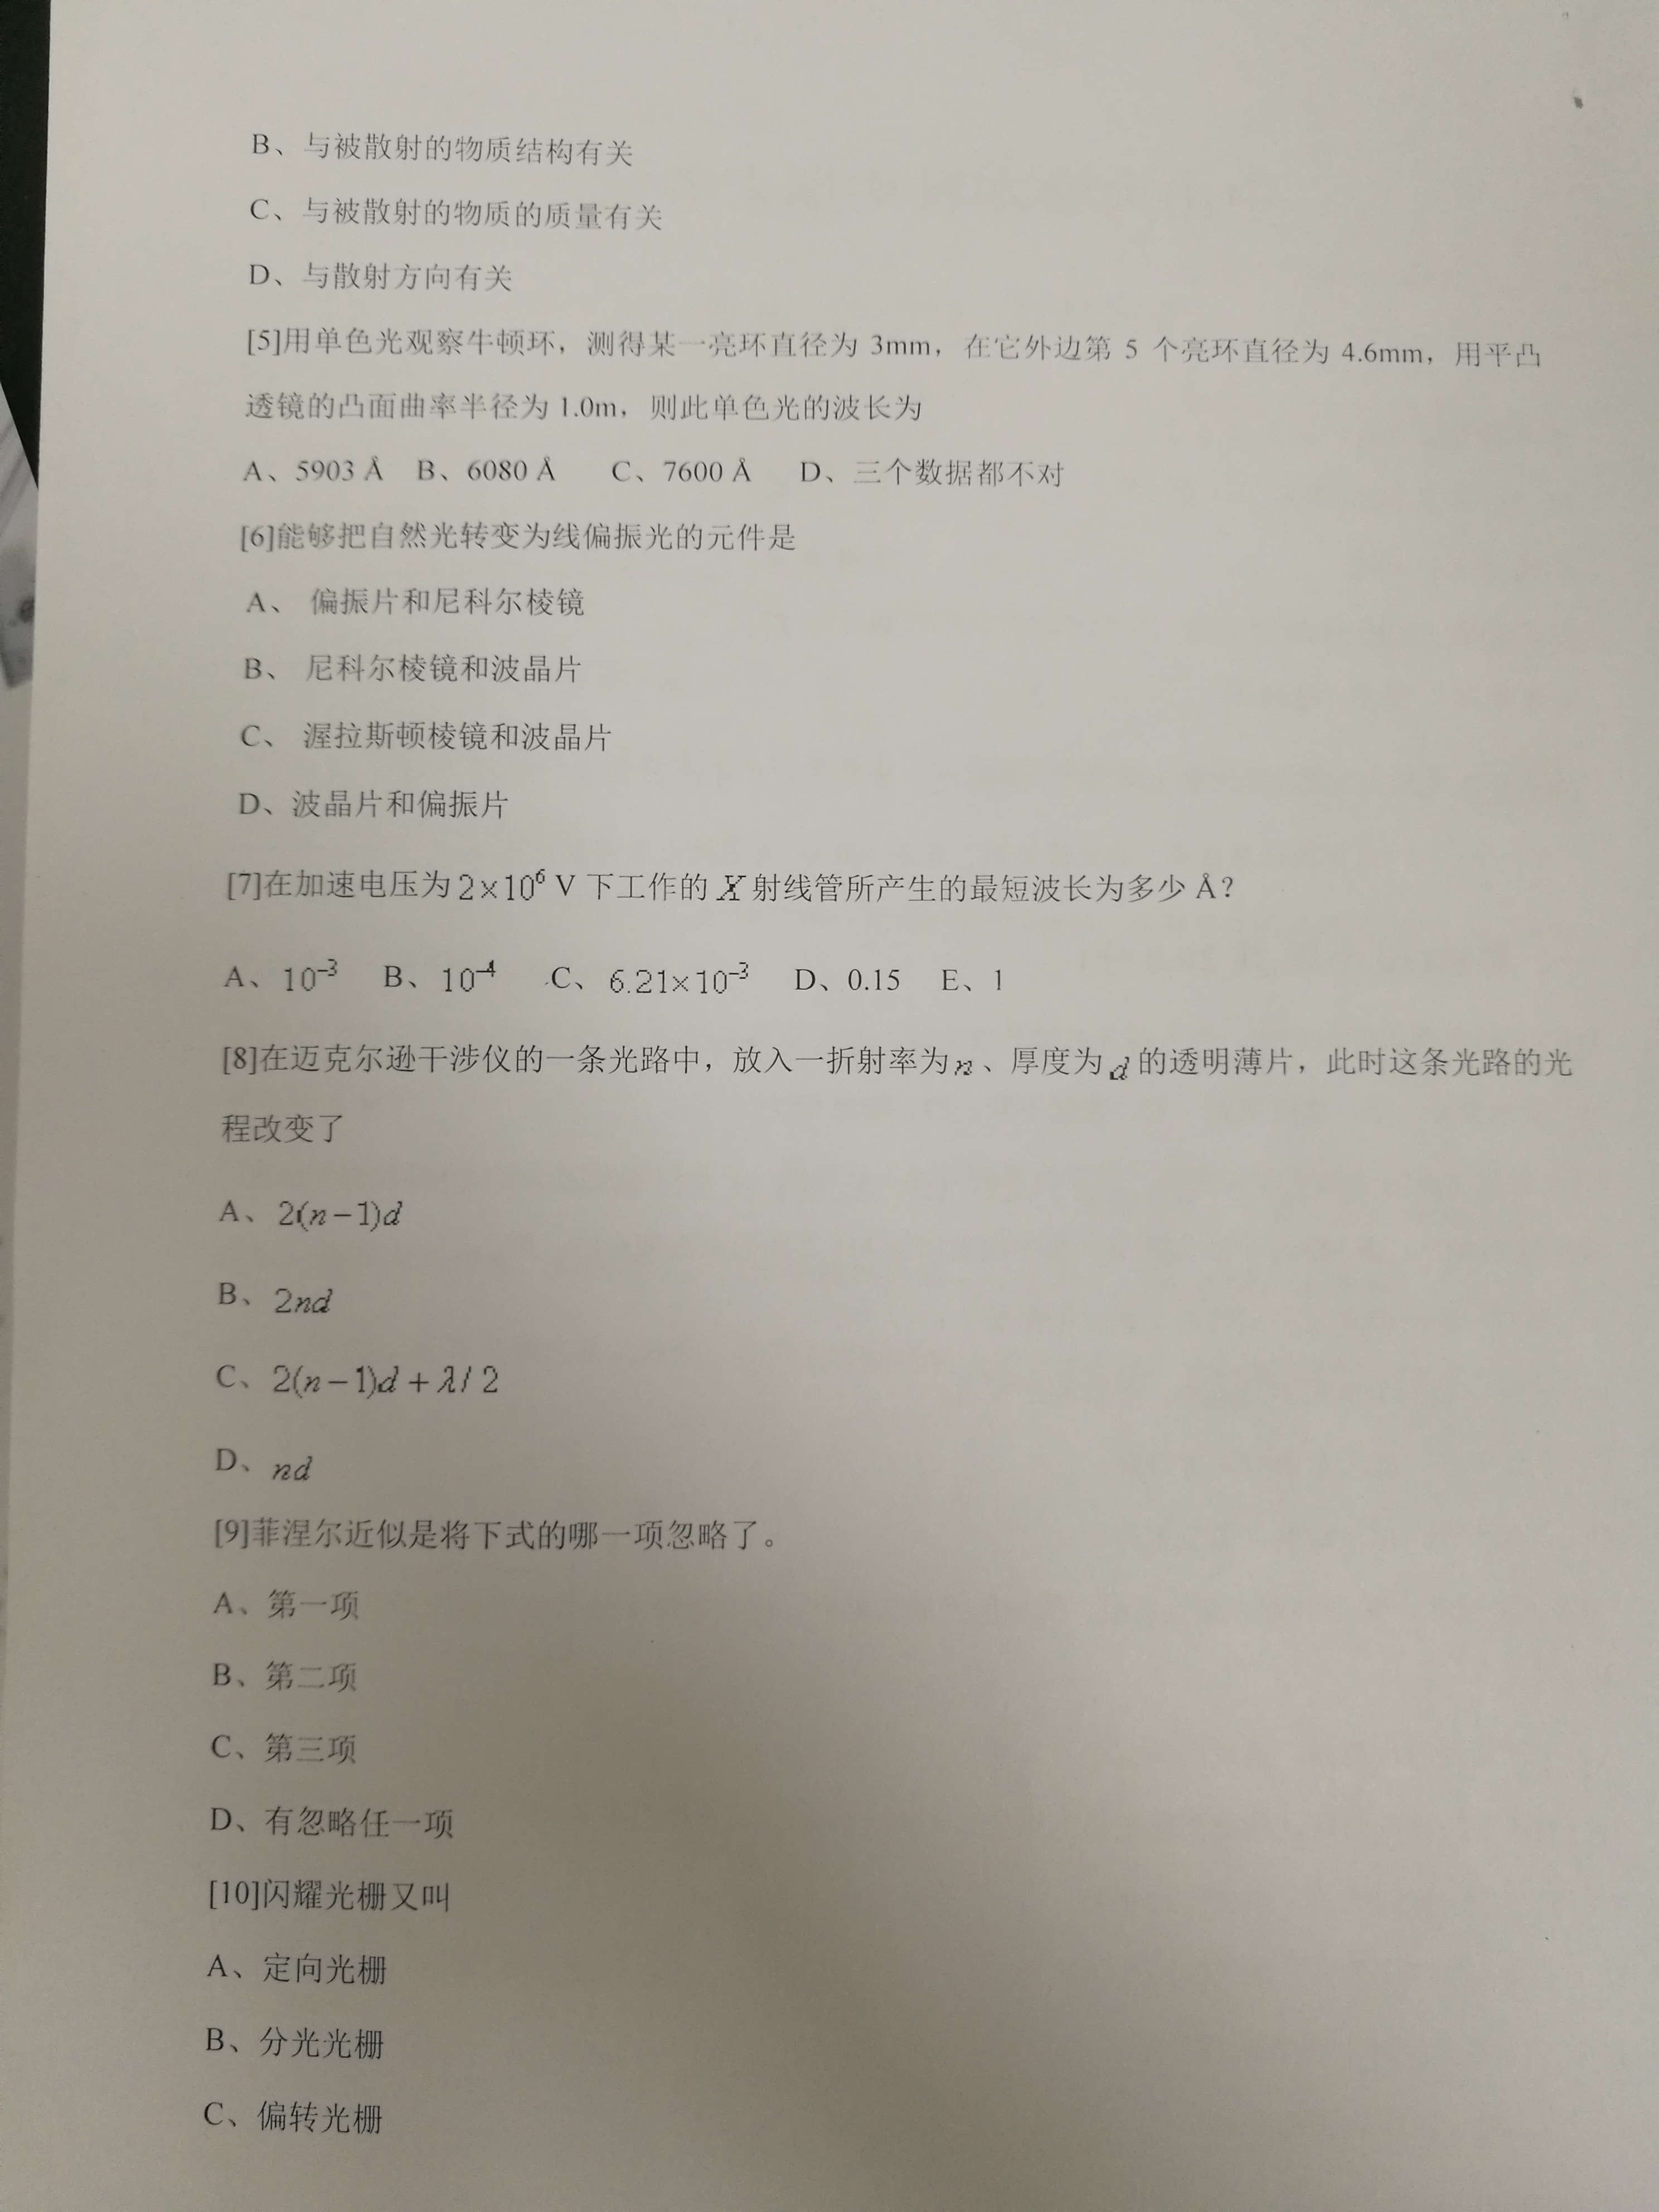 B、与被散射的物质结构有关
C、与被散射的物质的质量有关
D、与散射方向有关
[5]用单色光观察牛顿环，测得某一亮环直径为 3mm，在它外边第 5 个亮环直径为 4.6mm，用平凸
透镜的凸面曲率半径为 1.0m，则此单色光的波长为
A、5903 Å B、6080 Å C、7600 Å D、三个数据都不对
[6]能够把自然光转变为线偏振光的元件是
A、 偏振片和尼科尔棱镜
B、 尼科尔棱镜和波晶片
C、 渥拉斯顿棱镜和波晶片
D、波晶片和偏振片
[7]在加速电压为 2×10⁶ V 下工作的 X 射线管所产生的最短波长为多少 Å？
A、10⁻³ B、10⁻⁴ C、6.21×10⁻³ D、0.15 E、1
[8]在迈克尔逊干涉仪的一条光路中，放入一折射率为 n 、厚度为 d 的透明薄片，此时这条光路的光
程改变了
A、2(n−1)d
B、2nd
C、2(n−1)d+λ/2
D、nd
[9]菲涅尔近似是将下式的哪一项忽略了。
A、第一项
B、第二项
C、第三项
D、有忽略任一项
[10]闪耀光栅又叫
A、定向光栅
B、分光光栅
C、偏转光栅